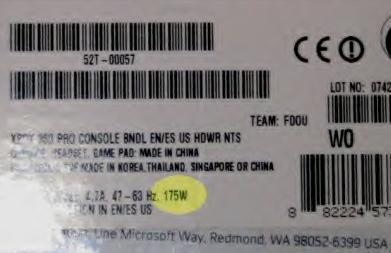 52T-00057
CE
LOT NO: 0742
TEAM: FDOU
XBOX 360 PRO CONSOLE BNDL EN/ES US HDWR NTS
WO
HEADSET, GAME PAD: MADE IN CHINA
MADE IN KOREA, THAILAND, SINGAPORE OR CHINA
4.7A, 47-63 Hz, 175W
IN EN/ES US
8 82224 57
One Microsoft Way, Redmond, WA 98052-6399 USA